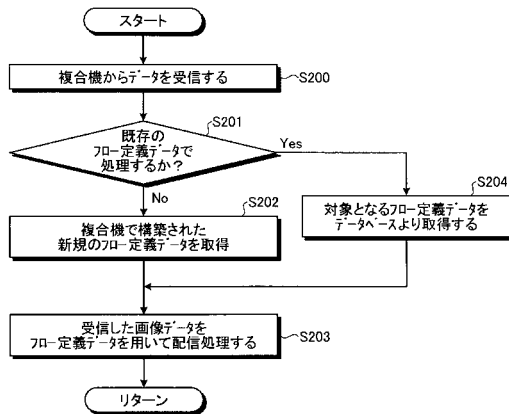 スタート
複合機からデータを受信する
S200
既存の
フロー定義データで
処理するか?
S201
Yes
No
S202
複合機で構築された
新規のフロー定義データを取得
S204
対象となるフロー定義データを
データベースより取得する
受信した画像データを
フロー定義データを用いて配信処理する
S203
リターン